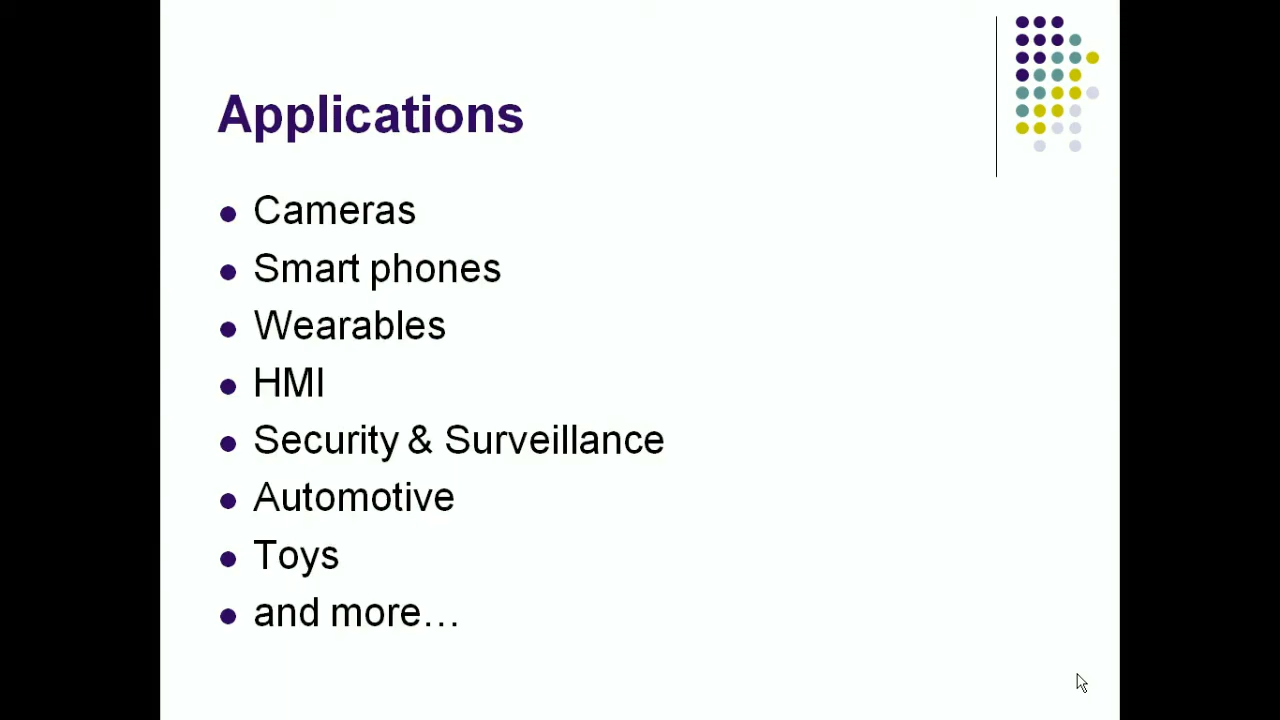 Applications
Cameras
Smart phones
Wearables
HMI
Security & Surveillance
Automotive
Toys
and more…